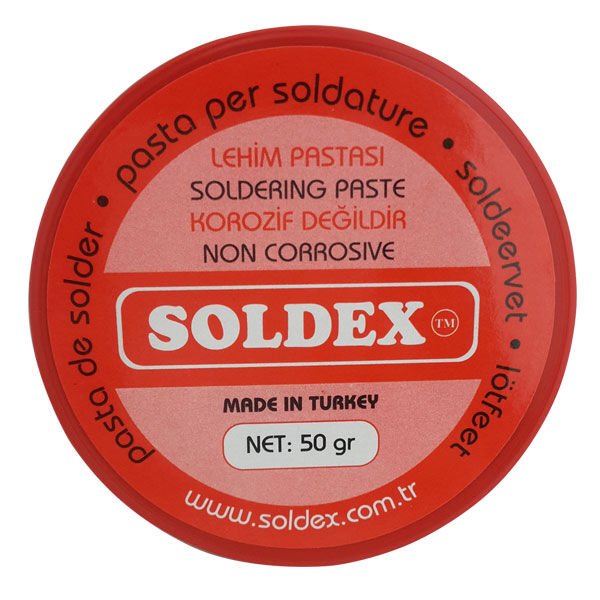 pasta de solder • pasta per soldature • soldeervet • lötfeet
LEHİM PASTASI
SOLDERING PASTE
KOROZİF DEĞİLDİR
NON CORROSIVE
SOLDEX TM
MADE IN TURKEY
NET: 50 gr
www.soldex.com.tr